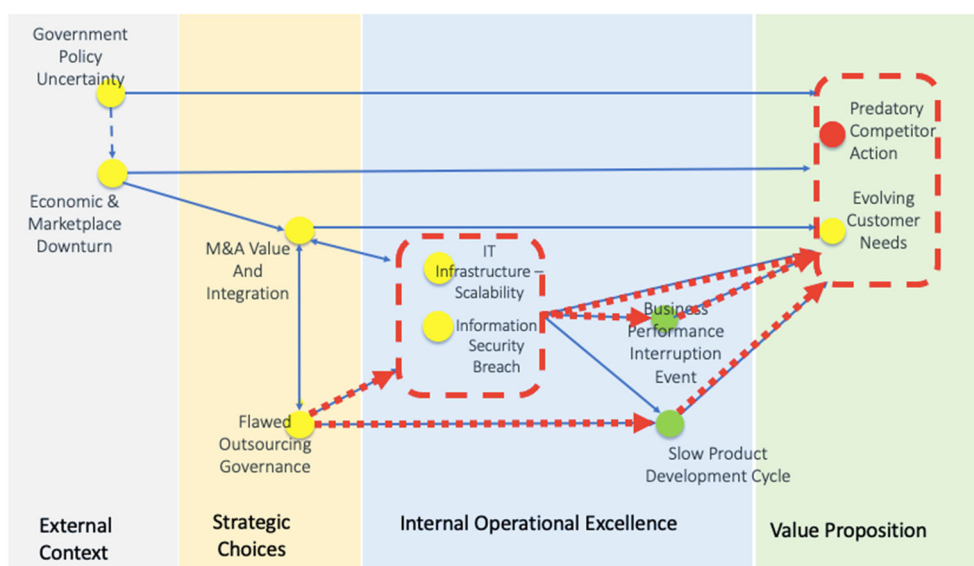 Government
Policy
Uncertainty
Economic &
Marketplace
Downturn
M&A Value
And
Integration
Flawed
Outsourcing
Governance
IT
Infrastructure –
Scalability
Information
Security
Breach
Business
Performance
Interruption
Event
Slow Product
Development Cycle
Predatory
Competitor
Action
Evolving
Customer
Needs
External
Context
Strategic
Choices
Internal Operational Excellence
Value Proposition